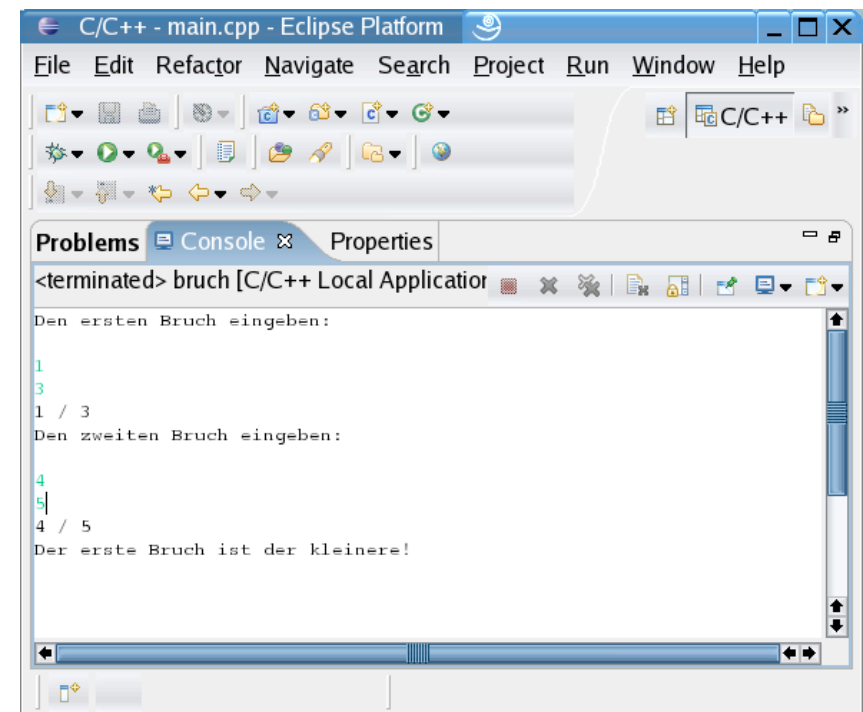 C/C++ - main.cpp - Eclipse Platform
File Edit Refactor Navigate Search Project Run Window Help
C/C++ »
Problems Console Properties
<terminated> bruch [C/C++ Local Application
Den ersten Bruch eingeben:
1
3
1 / 3
Den zweiten Bruch eingeben:
4
5
4 / 5
Der erste Bruch ist der kleinere!